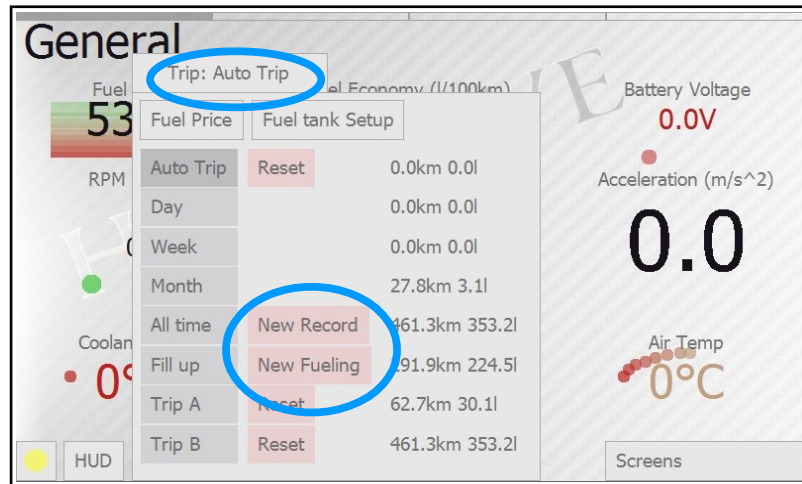 General
Trip: Auto Trip
Fuel
el Economy (l/100km)
Battery Voltage
53
0.0V
Fuel Price
Fuel tank Setup
RPM
Auto Trip Reset 0.0km 0.0l
Acceleration (m/s^2)
Day 0.0km 0.0l
0.0
Week 0.0km 0.0l
Month 27.8km 3.1l
All time New Record 461.3km 353.2l
Coolan
Air Temp
Fill up New Fueling 191.9km 224.5l
0°
0°C
Trip A Reset 62.7km 30.1l
Trip B Reset 461.3km 353.2l
HUD
Screens